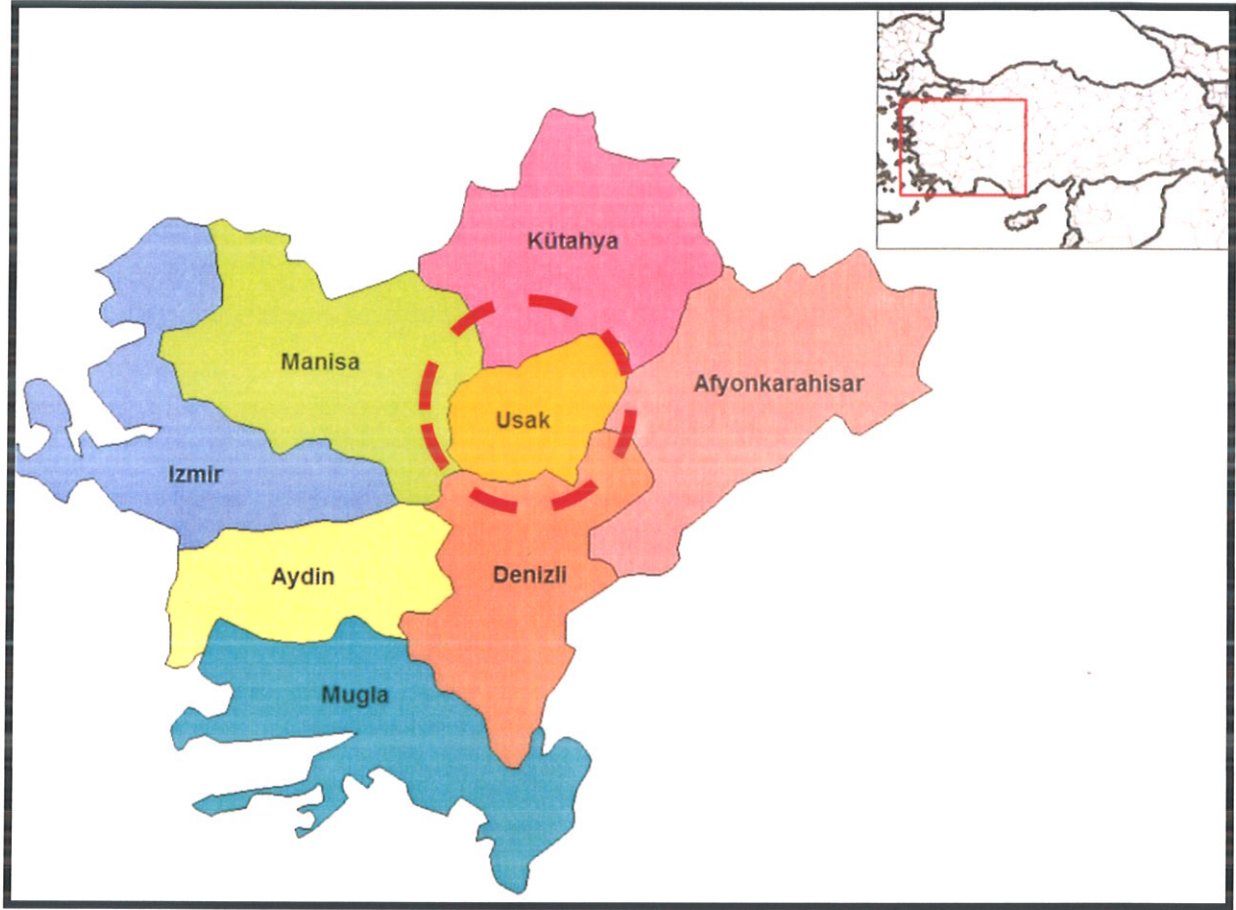 Kütahya
Manisa
Afyonkarahisar
Usak
Izmir
Aydin
Denizli
Mugla